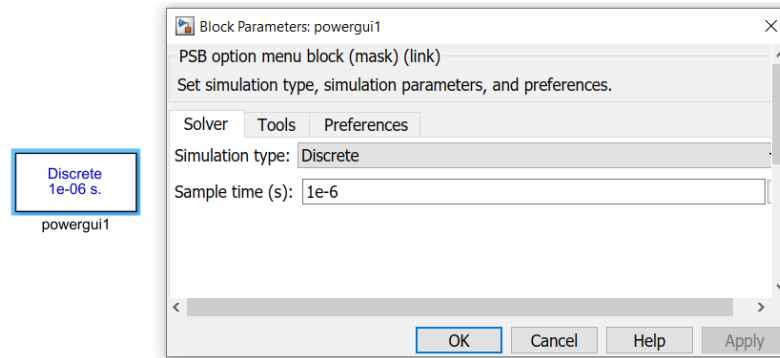 Block Parameters: powergui1
PSB option menu block (mask) (link)
Set simulation type, simulation parameters, and preferences.
Solver Tools Preferences
Simulation type: Discrete
Sample time (s): 1e-6
Discrete
1e-06 s.
powergui1
OK Cancel Help Apply